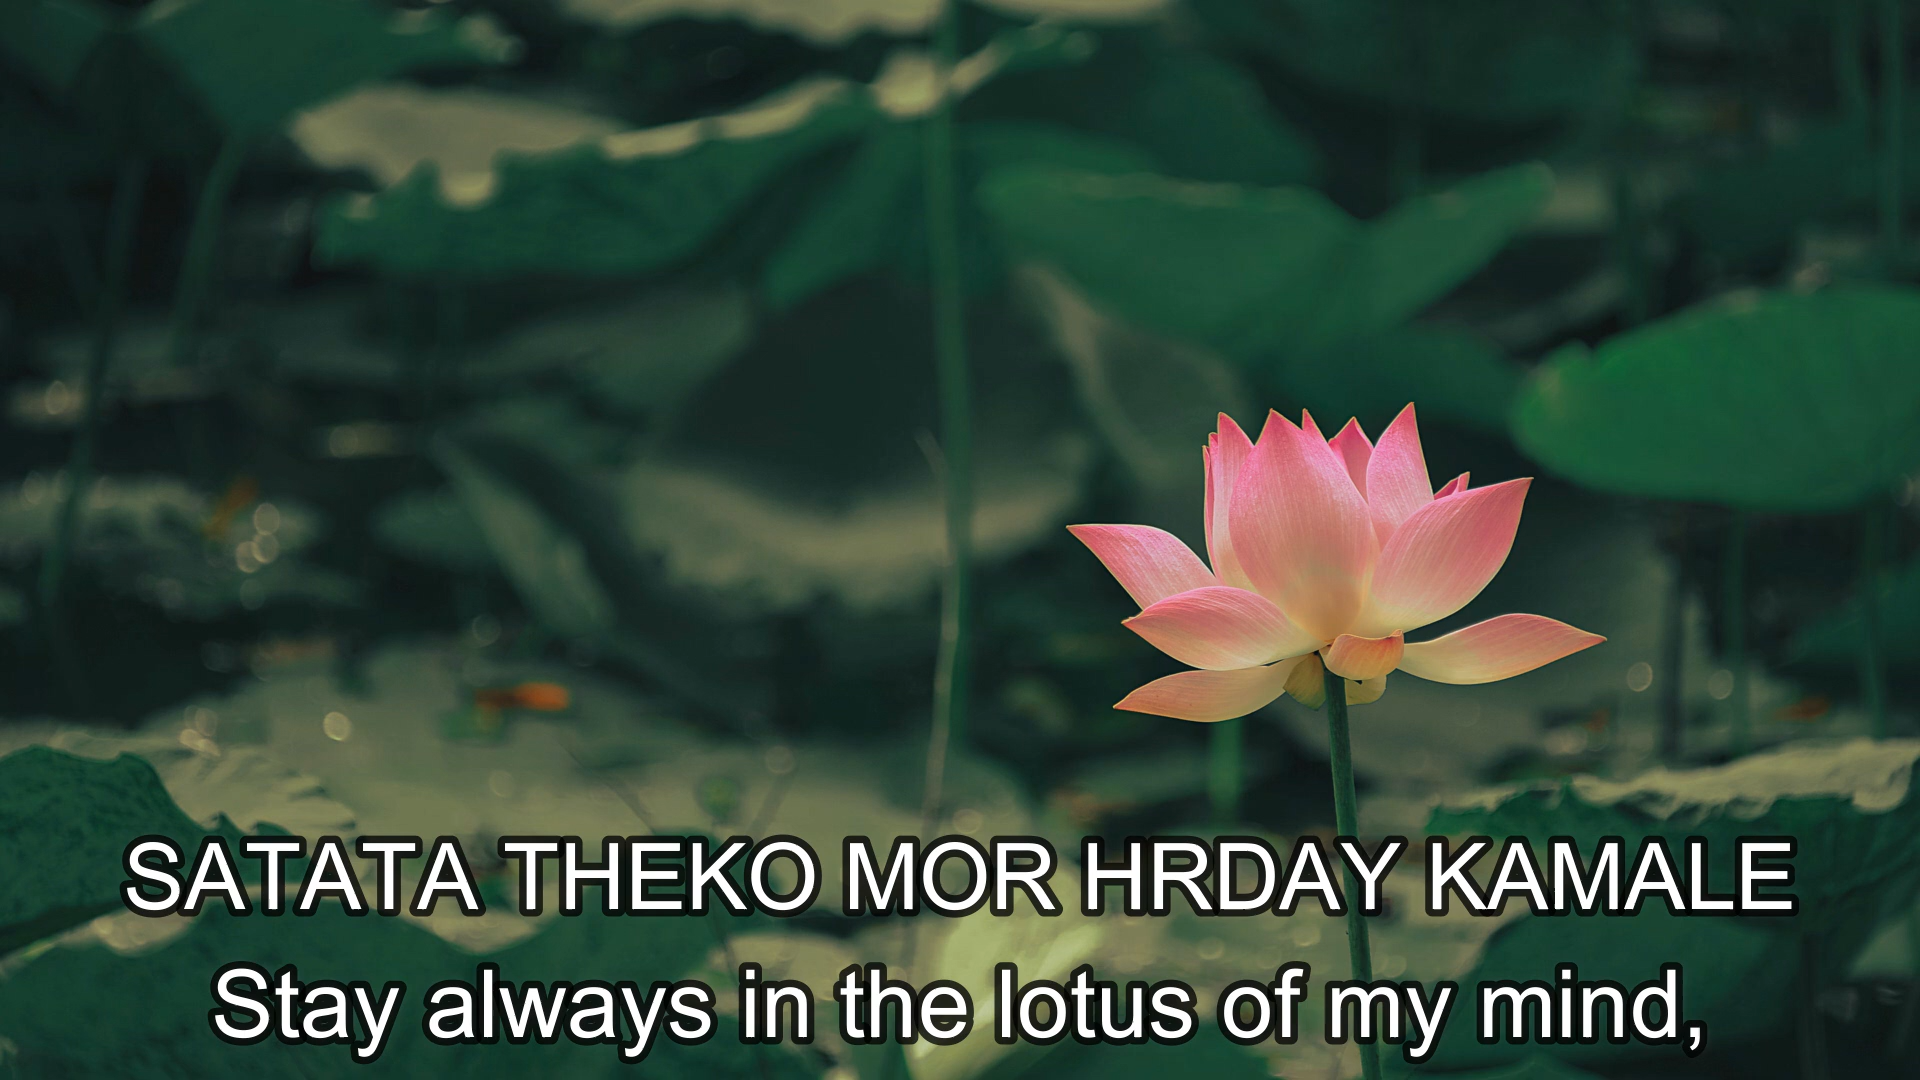 SATATA THEKO MOR HRDAY KAMALE
Stay always in the lotus of my mind,